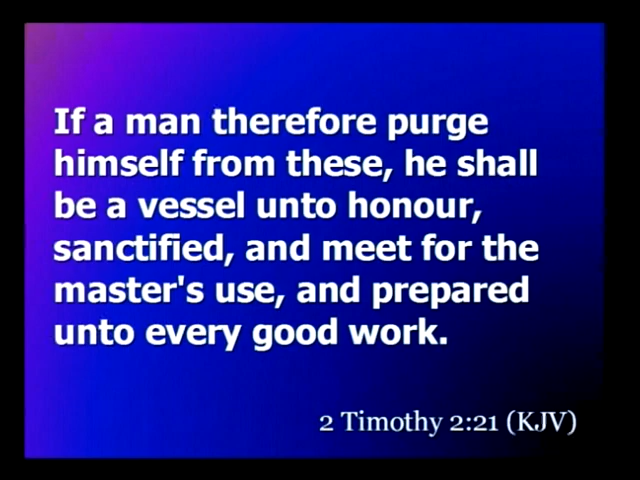 If a man therefore purge
himself from these, he shall
be a vessel unto honour,
sanctified, and meet for the
master's use, and prepared
unto every good work.
2 Timothy 2:21 (KJV)